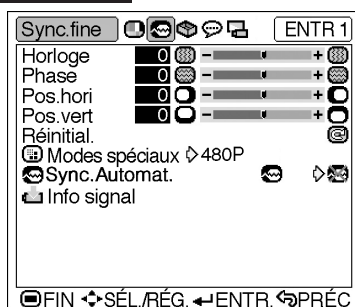 Sync.fine ENTR 1
Horloge 0 - +
Phase 0 - +
Pos.hori 0 - +
Pos.vert 0 - +
Réinitial.
Modes spéciaux 480P
Sync.Automat.
Info signal
FIN SÉL./RÉG. ENTR. PRÉC